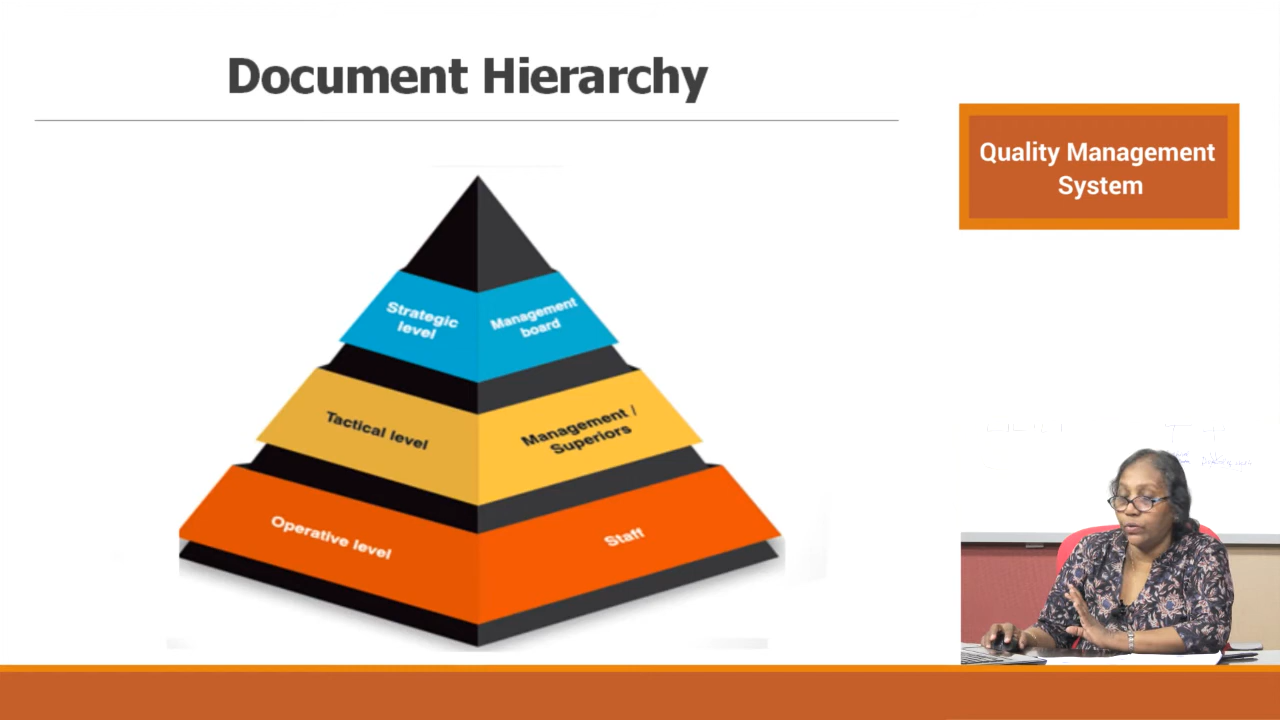 Document Hierarchy
Quality Management
System
Strategic
level
Management
board
Tactical level
Management /
Superiors
Operative level
Staff